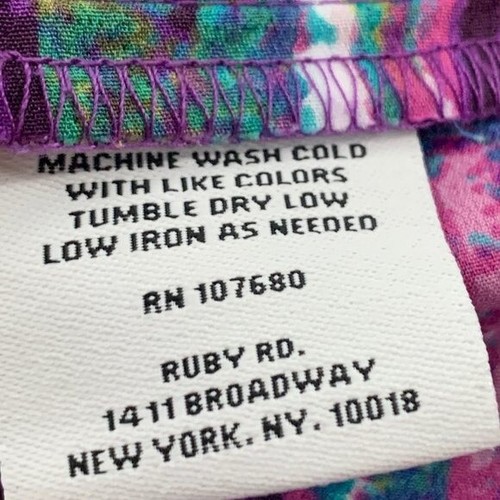 MACHINE WASH COLD
WITH LIKE COLORS
TUMBLE DRY LOW
LOW IRON AS NEEDED
RN 107680
RUBY RD.
1411 BROADWAY
NEW YORK. NY. 10018